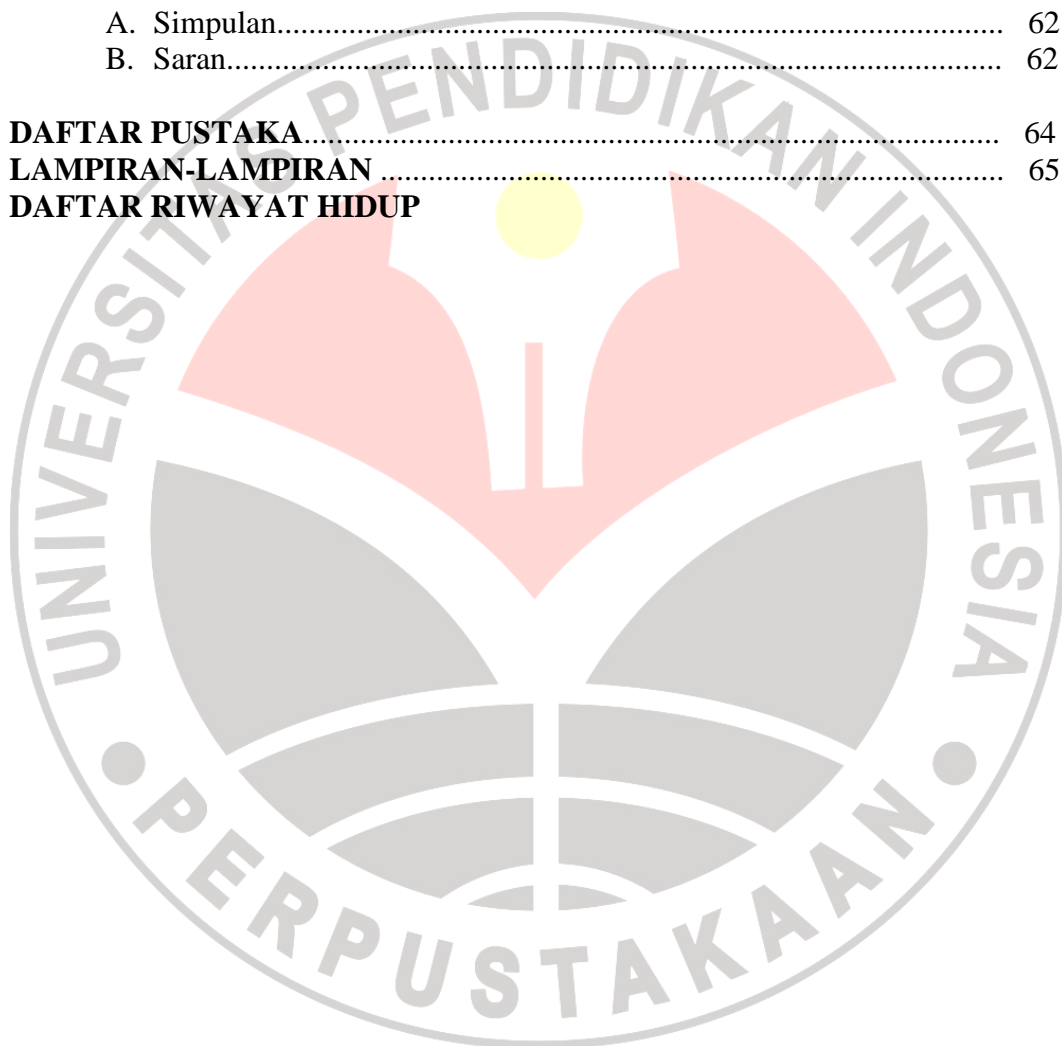 A. Simpulan........................................................................................... 62
B. Saran.................................................................................................. 62
DAFTAR PUSTAKA....................................................................................... 64
LAMPIRAN-LAMPIRAN .............................................................................. 65
DAFTAR RIWAYAT HIDUP
UNIVERSITAS PENDIDIKAN INDONESIA
PERPUSTAKAAN